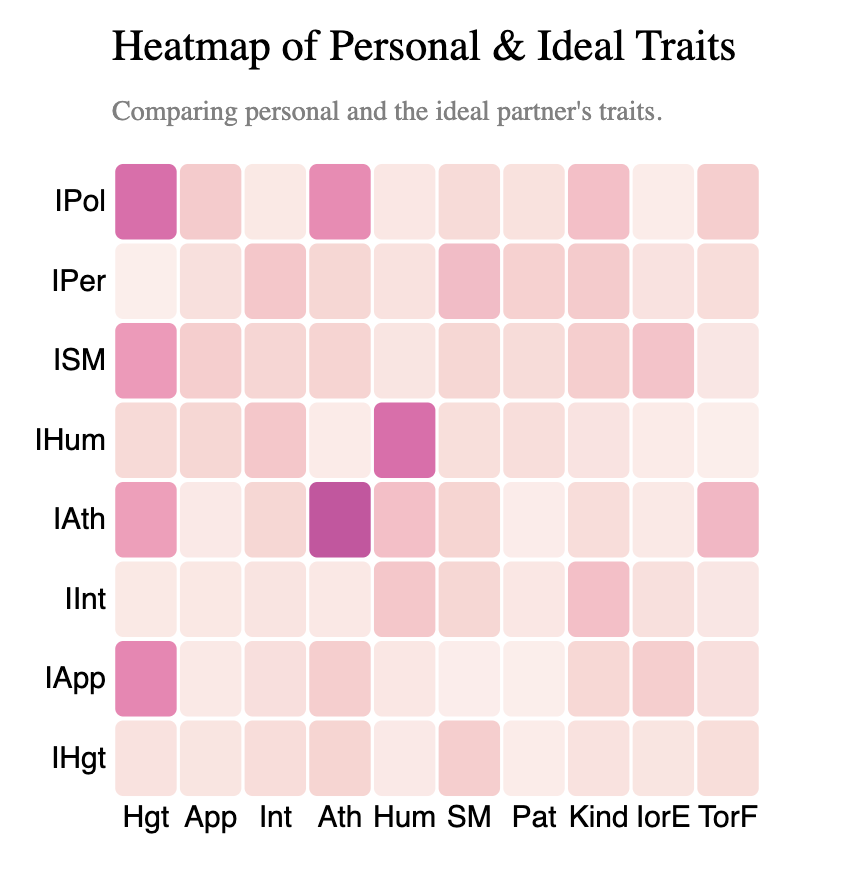 Heatmap of Personal & Ideal Traits
Comparing personal and the ideal partner's traits.
IPol
IPer
ISM
IHum
IAth
IInt
IApp
IHgt
Hgt App Int Ath Hum SM Pat Kind IorE TorF